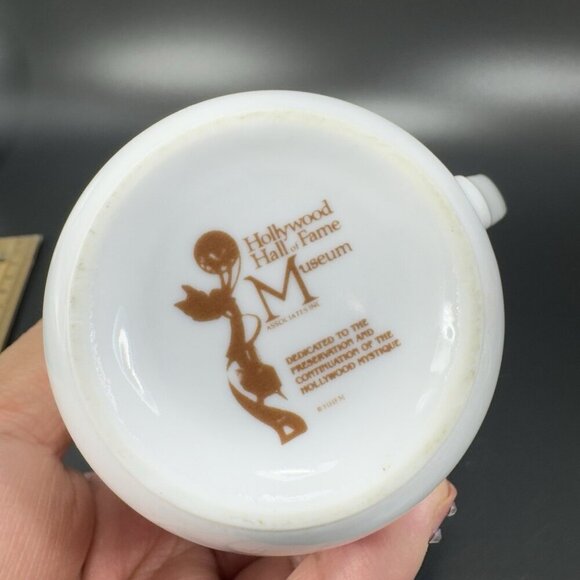 Hollywood
Hall of Fame
Museum
ASSOCIATES INC
DEDICATED TO THE
PRESERVATION AND
CONTINUATION OF THE
HOLLYWOOD MYSTIQUE